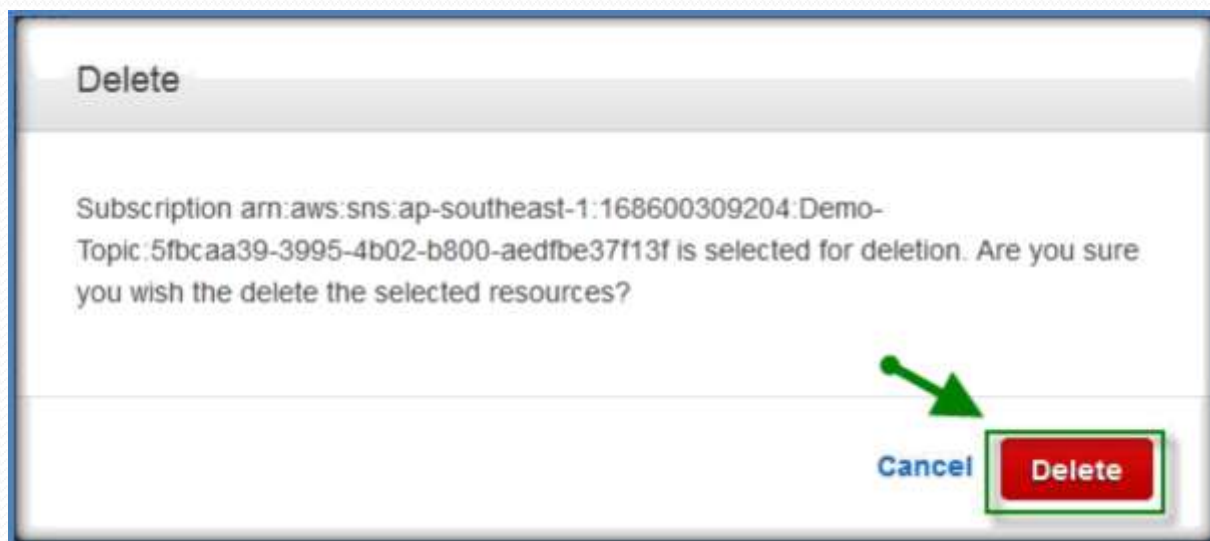 Delete
Subscription arn:aws:sns:ap-southeast-1:168600309204:Demo-
Topic:5fbcaa39-3995-4b02-b800-aedfbe37f13f is selected for deletion. Are you sure
you wish the delete the selected resources?
Cancel Delete